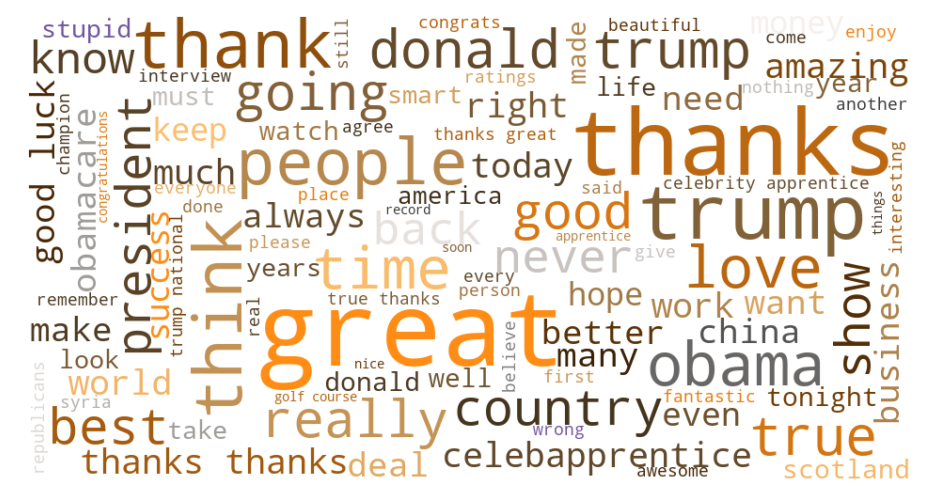 stupid
thank
still
congrats
beautiful
money
enjoy
know
donald
made
trump
come
amazing
interview
must
going
smart
ratings
right
life
need
nothing
year
another
good luck
champion
obamacare
congratulations
president
keep
watch
agree
thanks great
thanks
much
people
today
everyone
place
america
said
celebrity apprentice
interesting
success
done
trump national
think
always
record
back
good
trump
things
please
soon
apprentice
never
give
love
years
time
every
person
hope
work
want
show
business
remember
true thanks
real
great
make
better
china
look
nice
many
obama
believe
world
donald
well
first
republicans
syria
golf course
really
country
even
fantastic
tonight
best
take
wrong
true
thanks thanks
deal
celebapprentice
awesome
scotland